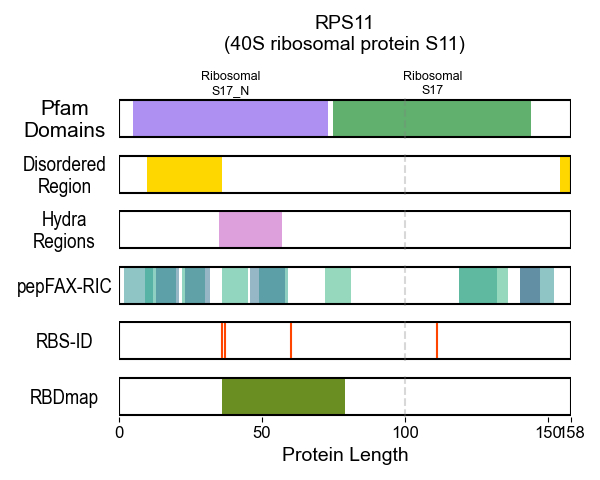 RPS11
(40S ribosomal protein S11)
Ribosomal
S17_N
Ribosomal
S17
Pfam
Domains
Disordered
Region
Hydra
Regions
pepFAX-RIC
RBS-ID
RBDmap
0 50 100 150 158
Protein Length